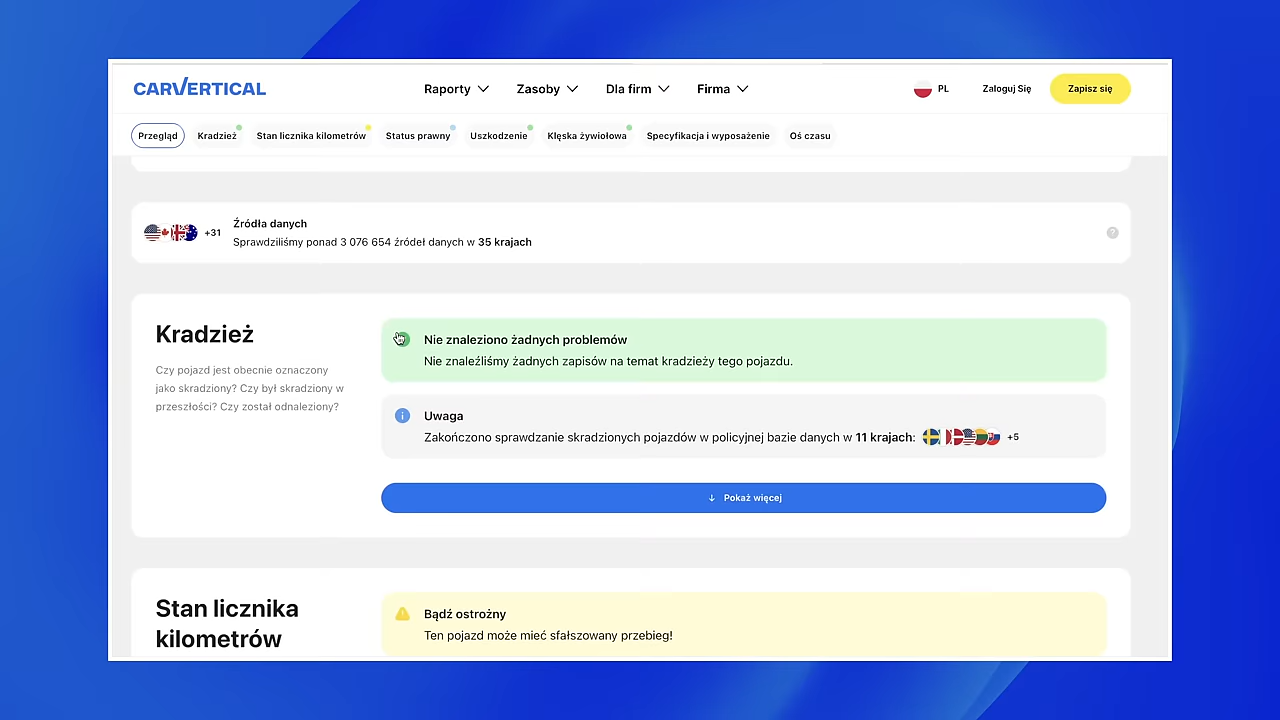 CARVERTICAL
Raporty
Zasoby
Dla firm
Firma
PL
Zaloguj Się
Zapisz się
Przegląd
Kradzież
Stan licznika kilometrów
Status prawny
Uszkodzenie
Klęska żywiołowa
Specyfikacja i wyposażenie
Oś czasu
+31
Źródła danych
Sprawdziliśmy ponad 3 076 654 źródeł danych w 35 krajach
?
Kradzież
Czy pojazd jest obecnie oznaczony
jako skradziony? Czy był skradziony w
przeszłości? Czy został odnaleziony?
Nie znaleziono żadnych problemów
Nie znaleźliśmy żadnych zapisów na temat kradzieży tego pojazdu.
Uwaga
Zakończono sprawdzanie skradzionych pojazdów w policyjnej bazie danych w 11 krajach:
+5
Pokaż więcej
Stan licznika
kilometrów
Bądź ostrożny
Ten pojazd może mieć sfałszowany przebieg!